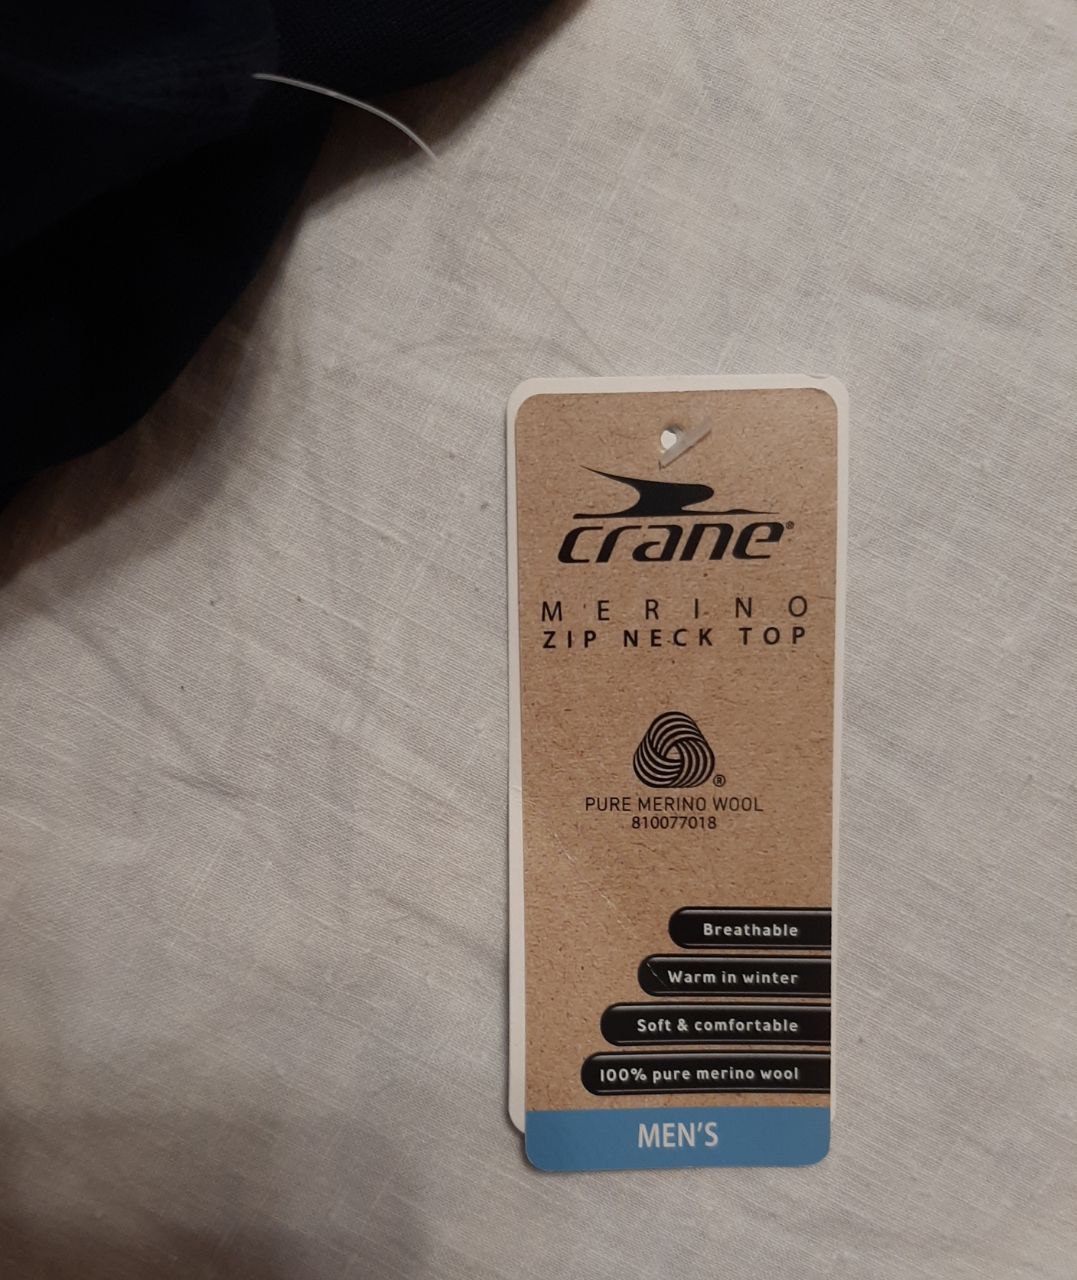 crane®
MERINO
ZIP NECK TOP
®
PURE MERINO WOOL
810077018
Breathable
Warm in winter
Soft & comfortable
100% pure merino wool
MEN'S